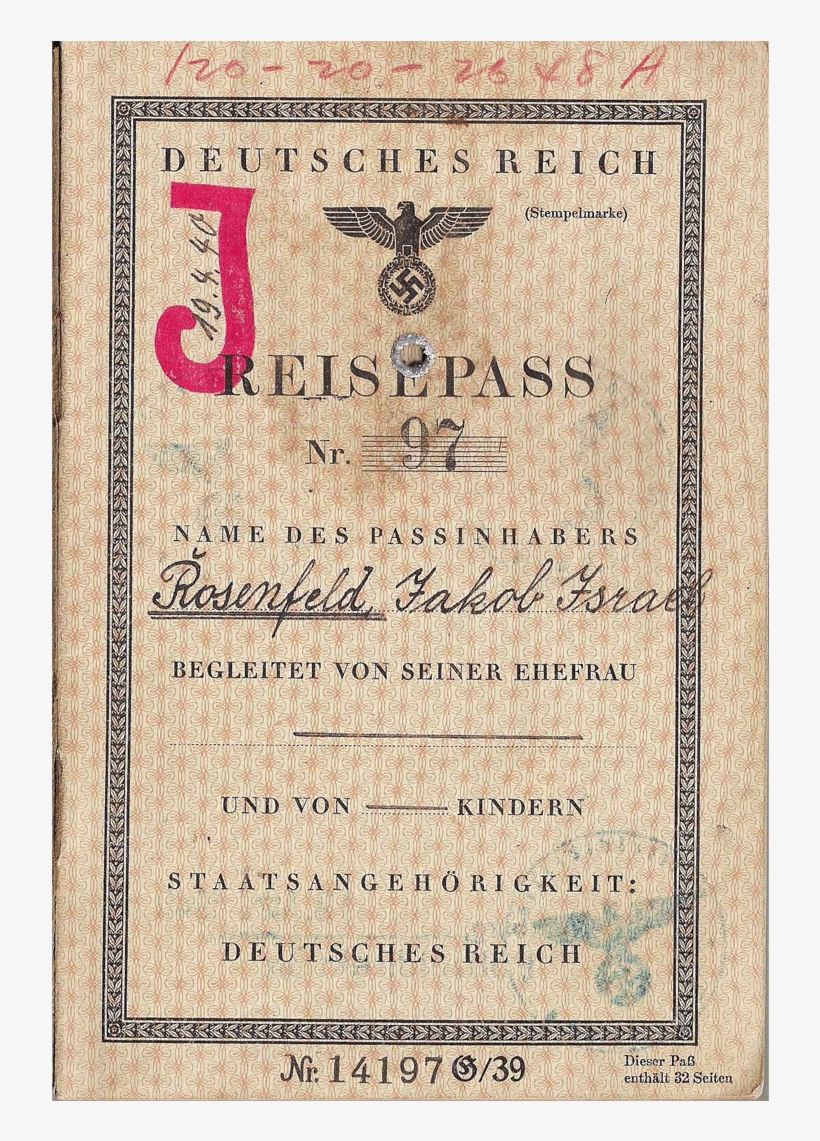 120-20-2648 A
DEUTSCHES REICH
(Stempelmarke)
J
19.4.40
REISEPASS
Nr. 97
NAME DES PASSINHABERS
Rosenfeld, Jakob Israel
BEGLEITET VON SEINER EHEFRAU
UND VON KINDERN
STAATSANGEHÖRIGKEIT:
DEUTSCHES REICH
Nr. 14197 G/39
Dieser Paß
enthält 32 Seiten